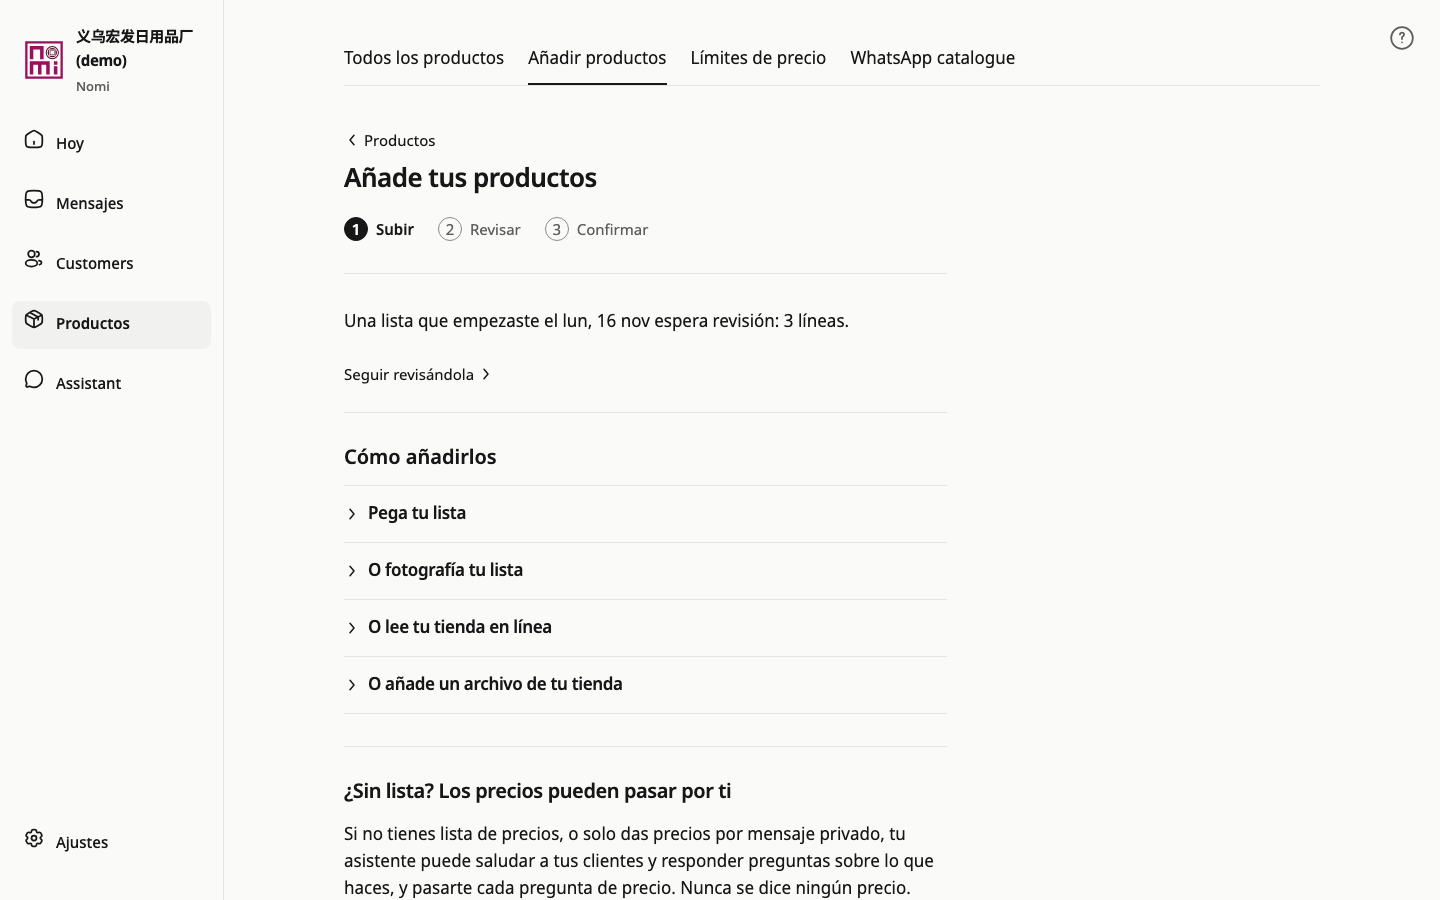 义乌宏发日用品厂
(demo)
Nomi
Hoy
Mensajes
Customers
Productos
Assistant
Ajustes
Todos los productos
Añadir productos
Límites de precio
WhatsApp catalogue
?
Productos
Añade tus productos
1 Subir
2 Revisar
3 Confirmar
Una lista que empezaste el lun, 16 nov espera revisión: 3 líneas.
Seguir revisándola
Cómo añadirlos
Pega tu lista
O fotografía tu lista
O lee tu tienda en línea
O añade un archivo de tu tienda
¿Sin lista? Los precios pueden pasar por ti
Si no tienes lista de precios, o solo das precios por mensaje privado, tu
asistente puede saludar a tus clientes y responder preguntas sobre lo que
haces, y pasarte cada pregunta de precio. Nunca se dice ningún precio.